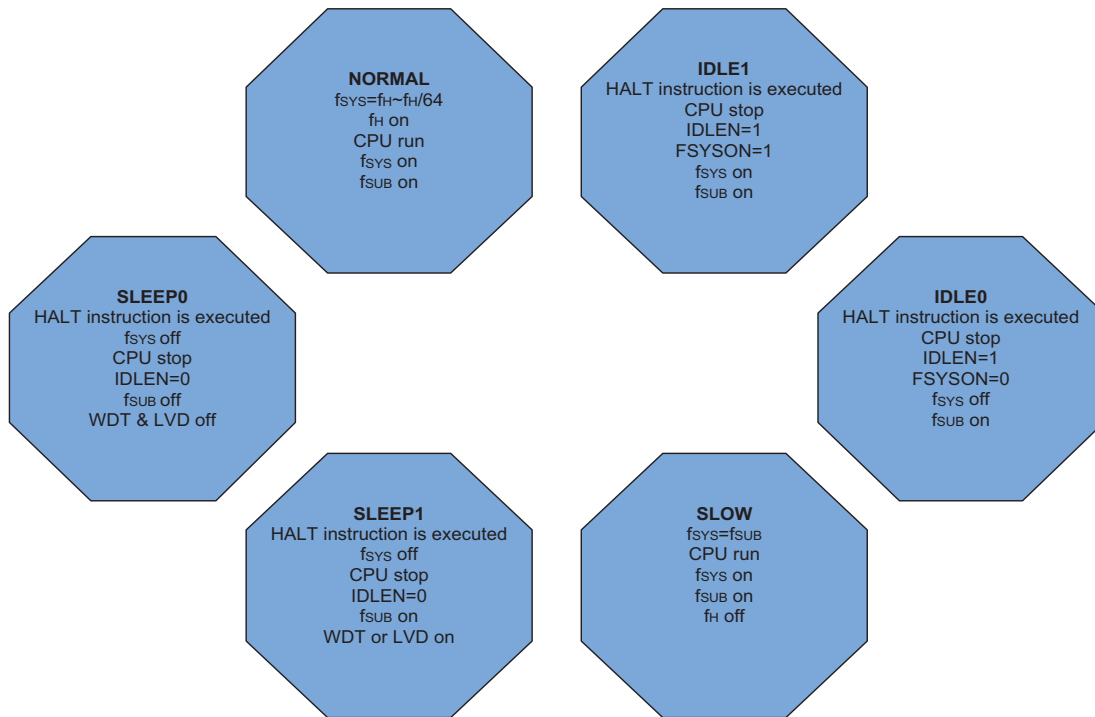 NORMAL
fSYS=fH~fH/64
fH on
CPU run
fSYS on
fSUB on
IDLE1
HALT instruction is executed
CPU stop
IDLEN=1
FSYSON=1
fSYS on
fSUB on
SLEEP0
HALT instruction is executed
fSYS off
CPU stop
IDLEN=0
fSUB off
WDT & LVD off
IDLE0
HALT instruction is executed
CPU stop
IDLEN=1
FSYSON=0
fSYS off
fSUB on
SLEEP1
HALT instruction is executed
fSYS off
CPU stop
IDLEN=0
fSUB on
WDT or LVD on
SLOW
fSYS=fSUB
CPU run
fSYS on
fSUB on
fH off